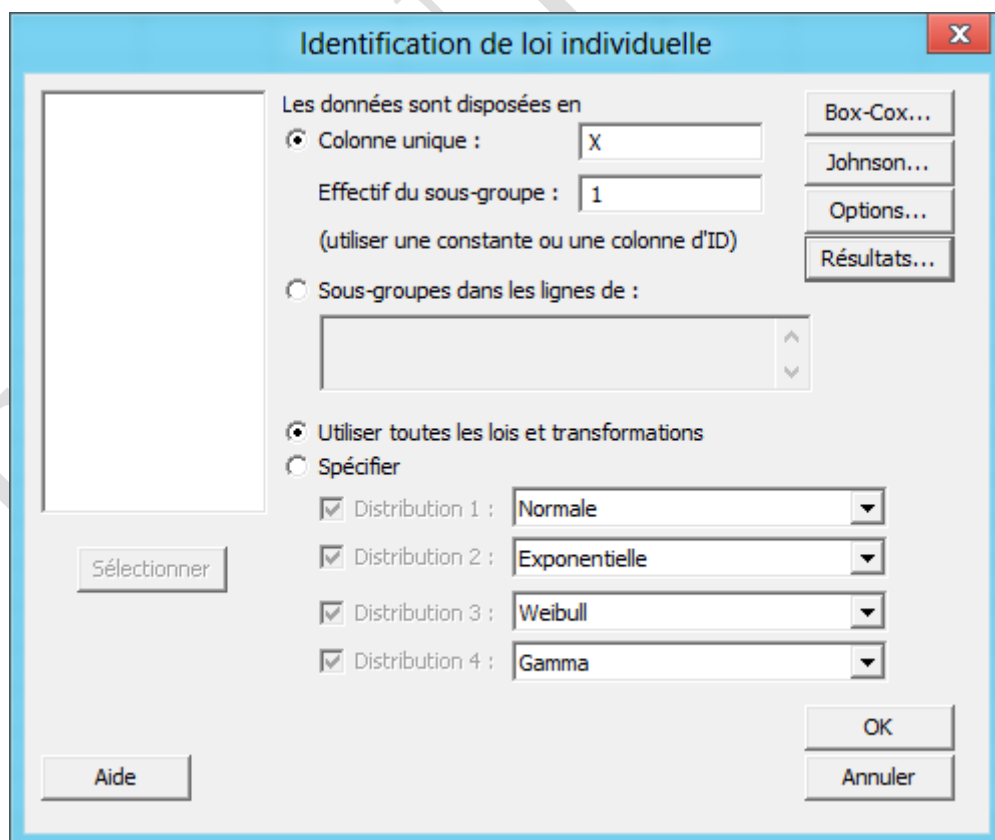 Identification de loi individuelle
x
Les données sont disposées en
Colonne unique :
X
Effectif du sous-groupe :
1
(utiliser une constante ou une colonne d'ID)
Sous-groupes dans les lignes de :
Utiliser toutes les lois et transformations
Spécifier
Distribution 1 :
Normale
Distribution 2 :
Exponentielle
Distribution 3 :
Weibull
Distribution 4 :
Gamma
Box-Cox...
Johnson...
Options...
Résultats...
Sélectionner
Aide
OK
Annuler